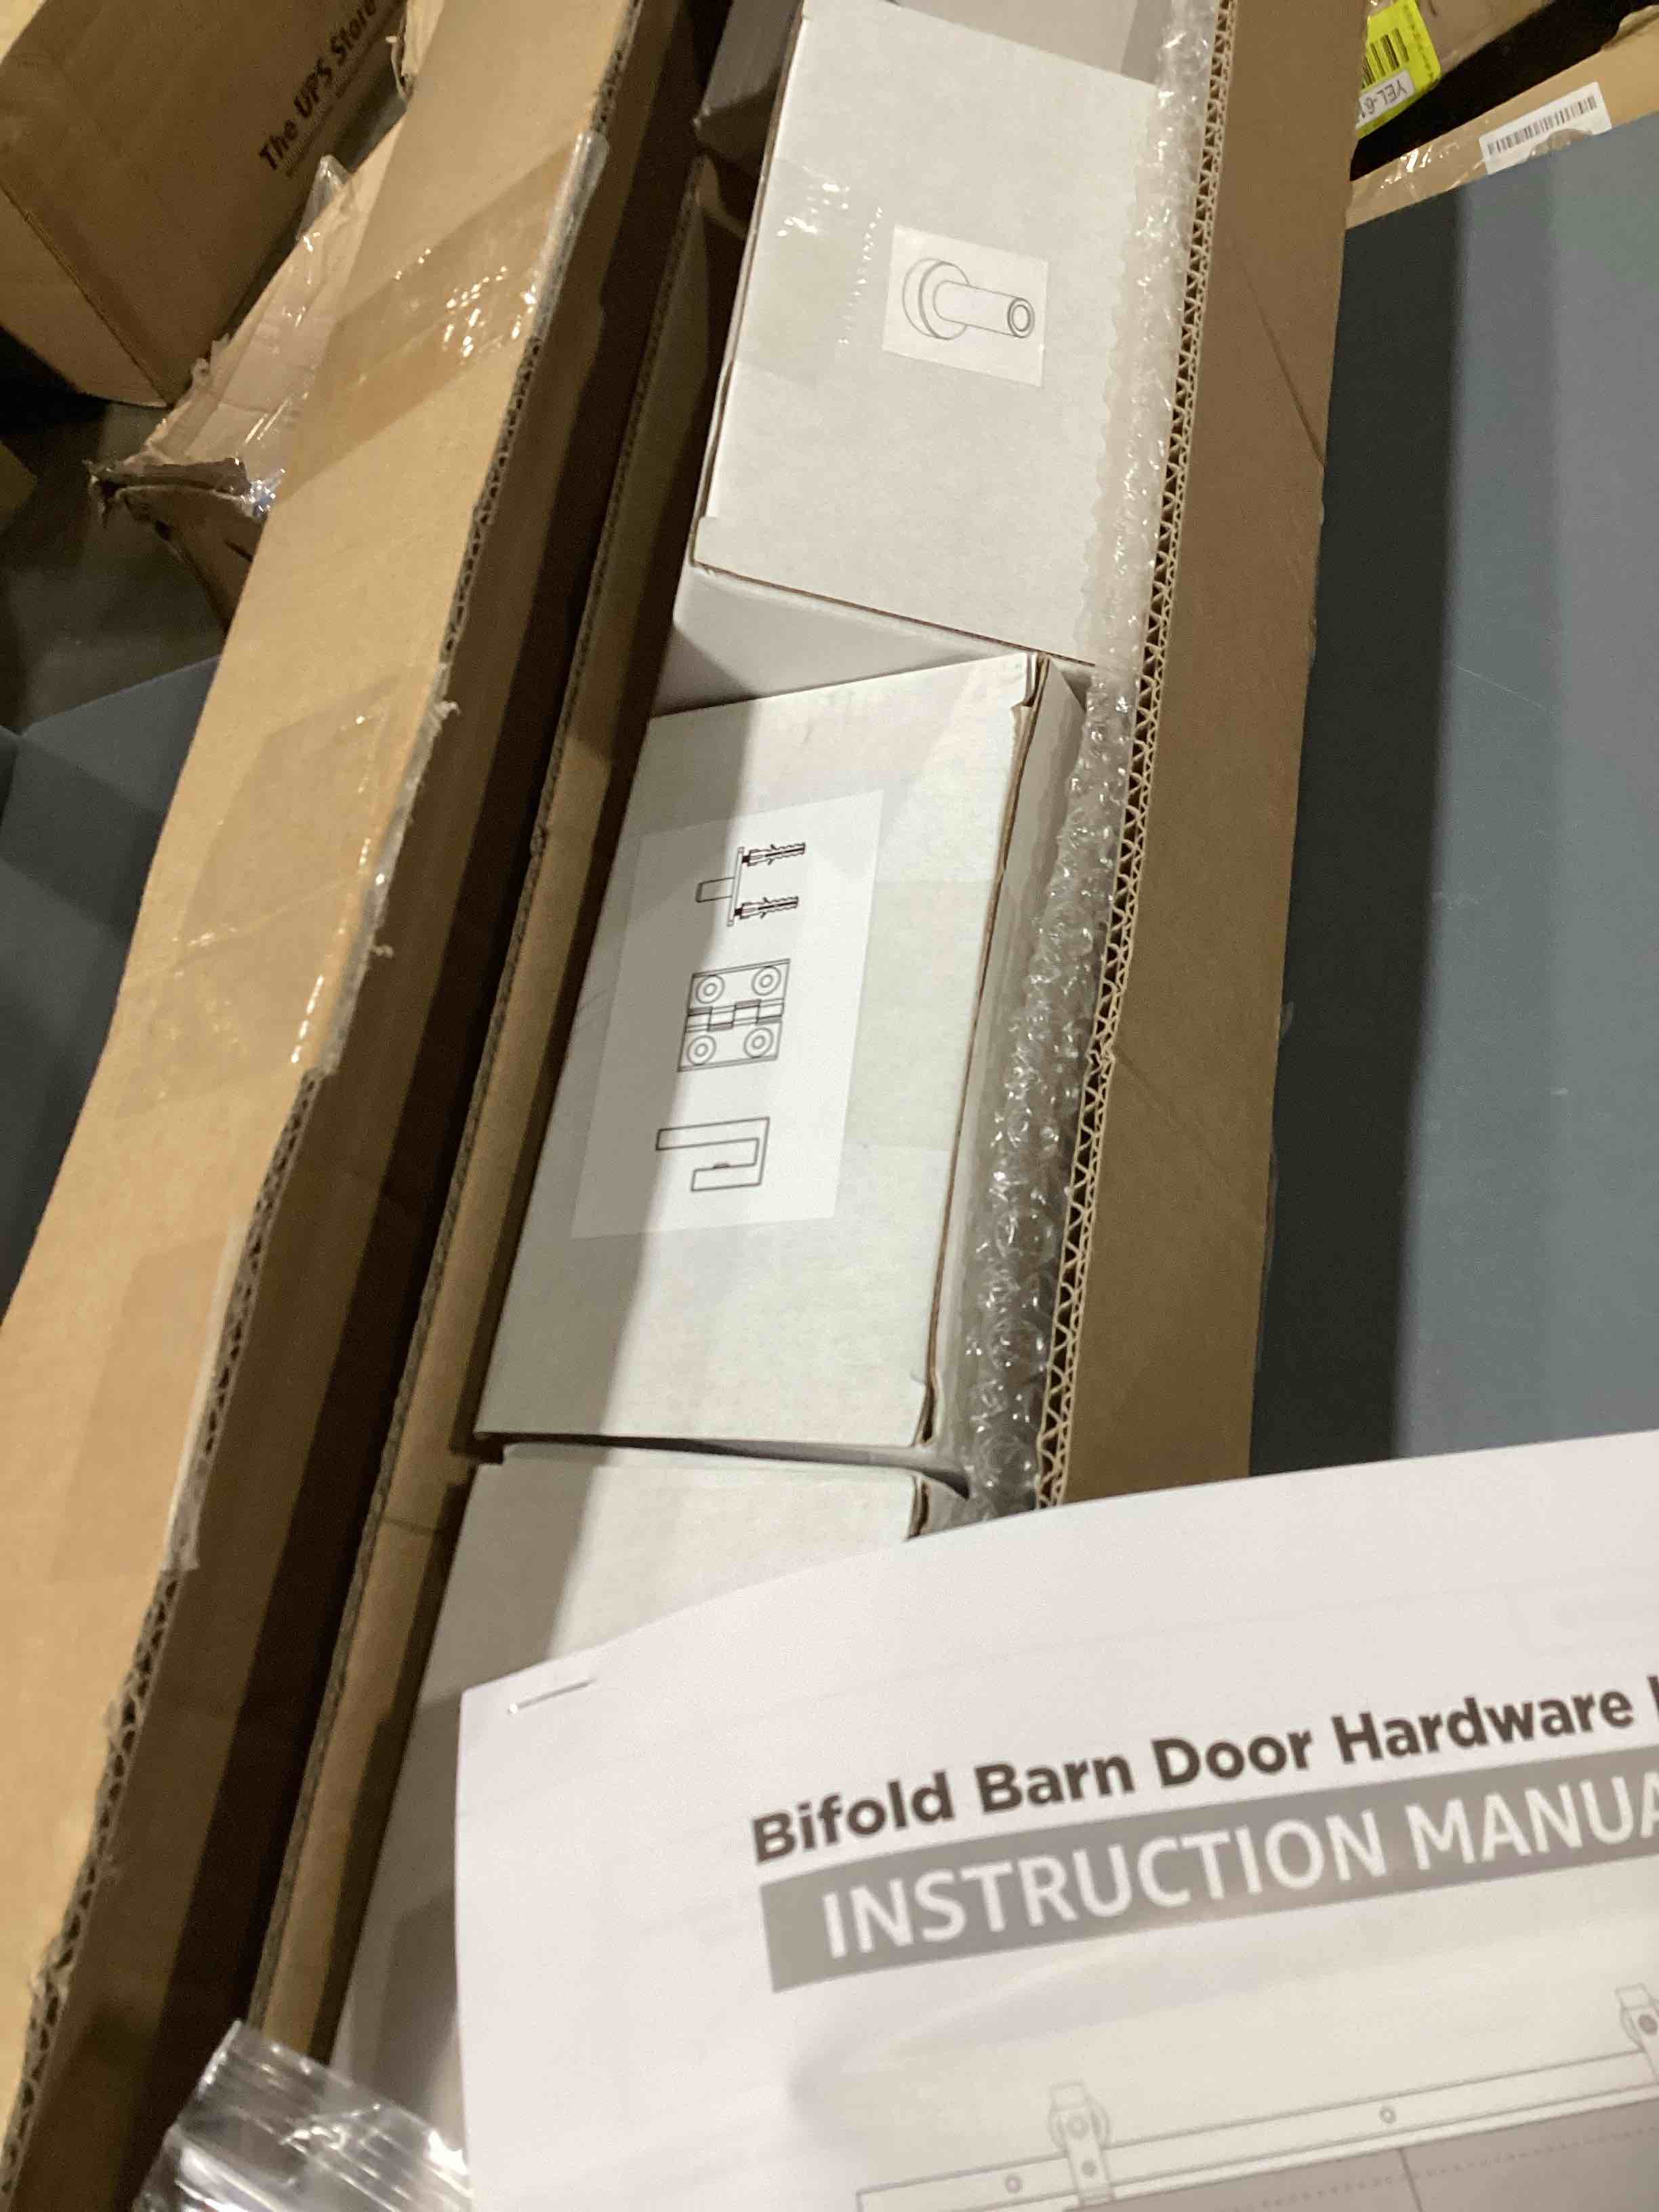 The UPS Store
Bifold Barn Door Hardware
INSTRUCTION MANUA